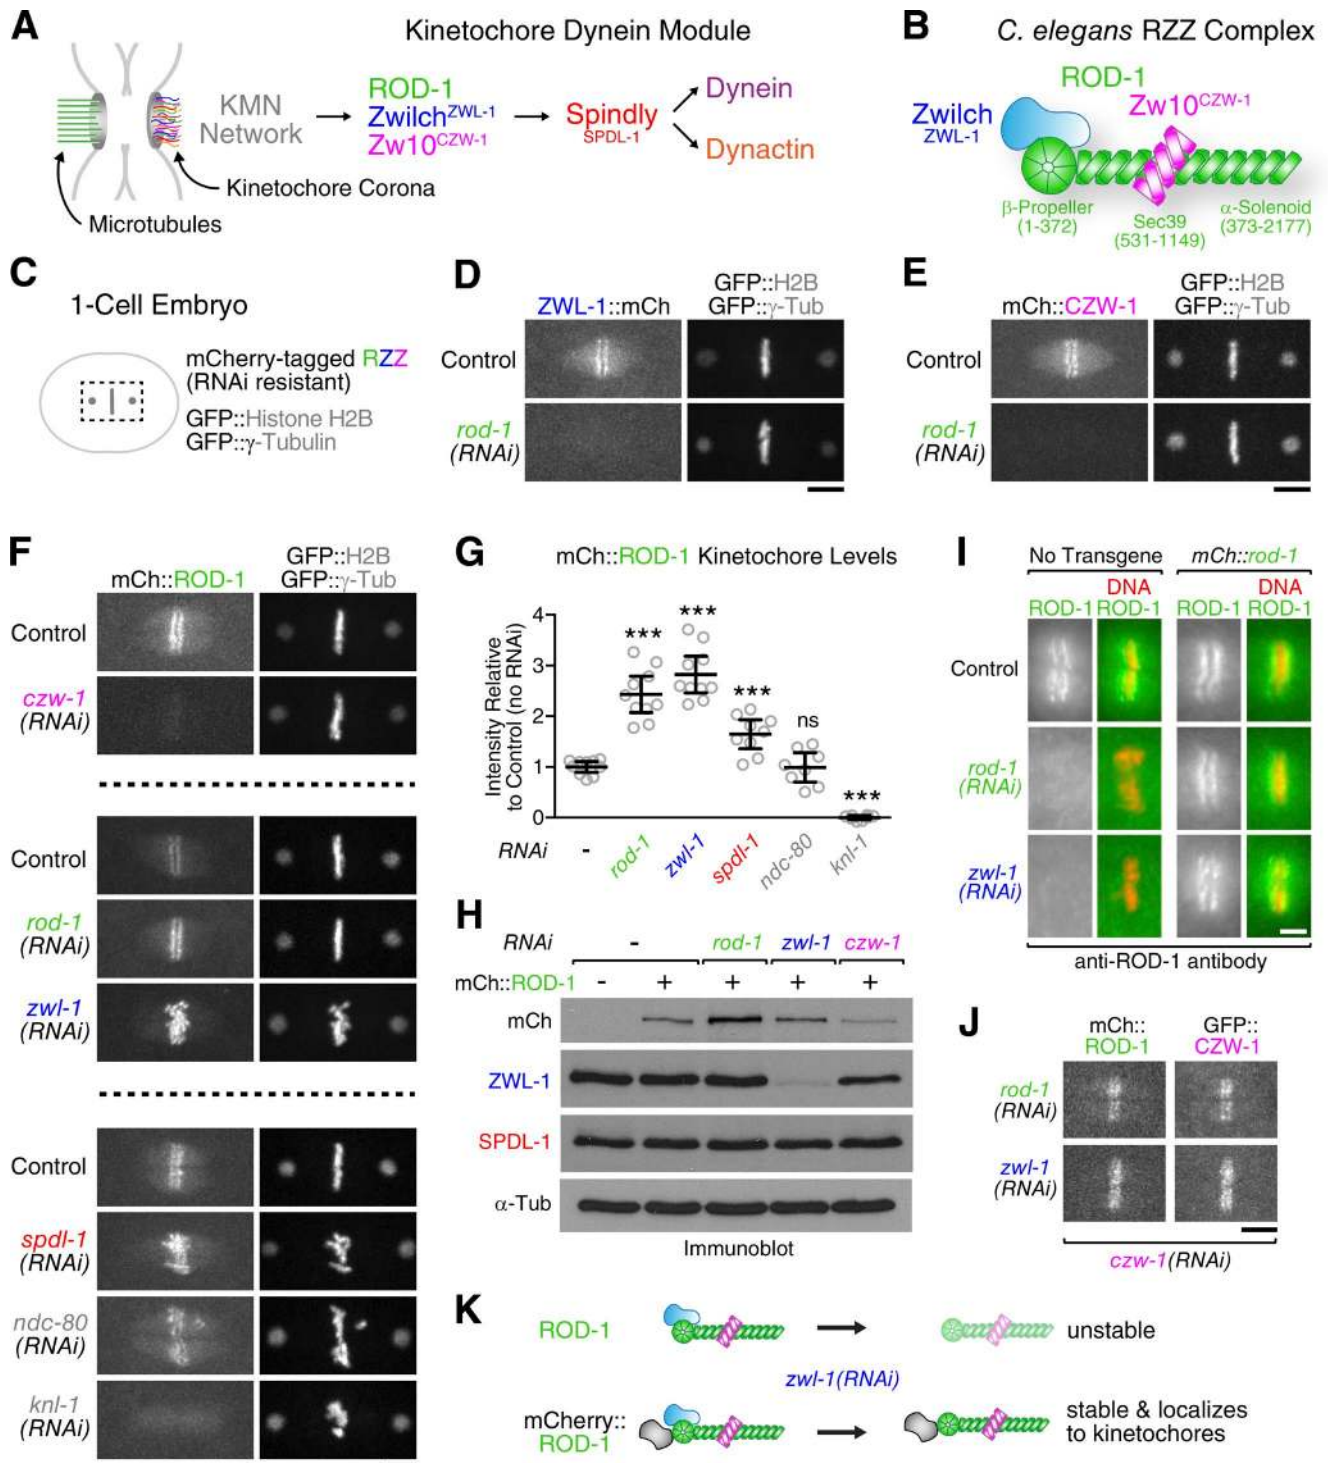 A
Kinetochore Dynein Module
KMN
Network
ROD-1
Zwilch^ZWL-1
Zw10^CZW-1
Spindly
SPDL-1
Dynein
Dynactin
Kinetochore Corona
Microtubules
B
C. elegans RZZ Complex
ROD-1
Zw10^CZW-1
Zwilch
ZWL-1
β-Propeller
(1-372)
Sec39
(531-1149)
α-Solenoid
(373-2177)
C
1-Cell Embryo
mCherry-tagged RZZ
(RNAi resistant)
GFP::Histone H2B
GFP::γ-Tubulin
D
ZWL-1::mCh
GFP::H2B
GFP::γ-Tub
Control
rod-1
(RNAi)
E
mCh::CZW-1
GFP::H2B
GFP::γ-Tub
Control
rod-1
(RNAi)
F
mCh::ROD-1
GFP::H2B
GFP::γ-Tub
Control
czw-1
(RNAi)
Control
rod-1
(RNAi)
zwl-1
(RNAi)
Control
spdl-1
(RNAi)
ndc-80
(RNAi)
knl-1
(RNAi)
G
mCh::ROD-1 Kinetochore Levels
Intensity Relative
to Control (no RNAi)
4
3
2
1
0
***
***
***
ns
***
RNAi - rod-1 zwl-1 spdl-1 ndc-80 knl-1
H
RNAi - rod-1 zwl-1 czw-1
mCh::ROD-1 - + + + +
mCh
ZWL-1
SPDL-1
α-Tub
Immunoblot
I
No Transgene mCh::rod-1
DNA DNA
ROD-1 ROD-1 ROD-1 ROD-1
Control
rod-1
(RNAi)
zwl-1
(RNAi)
anti-ROD-1 antibody
J
mCh::
ROD-1
GFP::
CZW-1
rod-1
(RNAi)
zwl-1
(RNAi)
czw-1(RNAi)
K
ROD-1
unstable
zwl-1(RNAi)
mCherry::
ROD-1
stable & localizes
to kinetochores